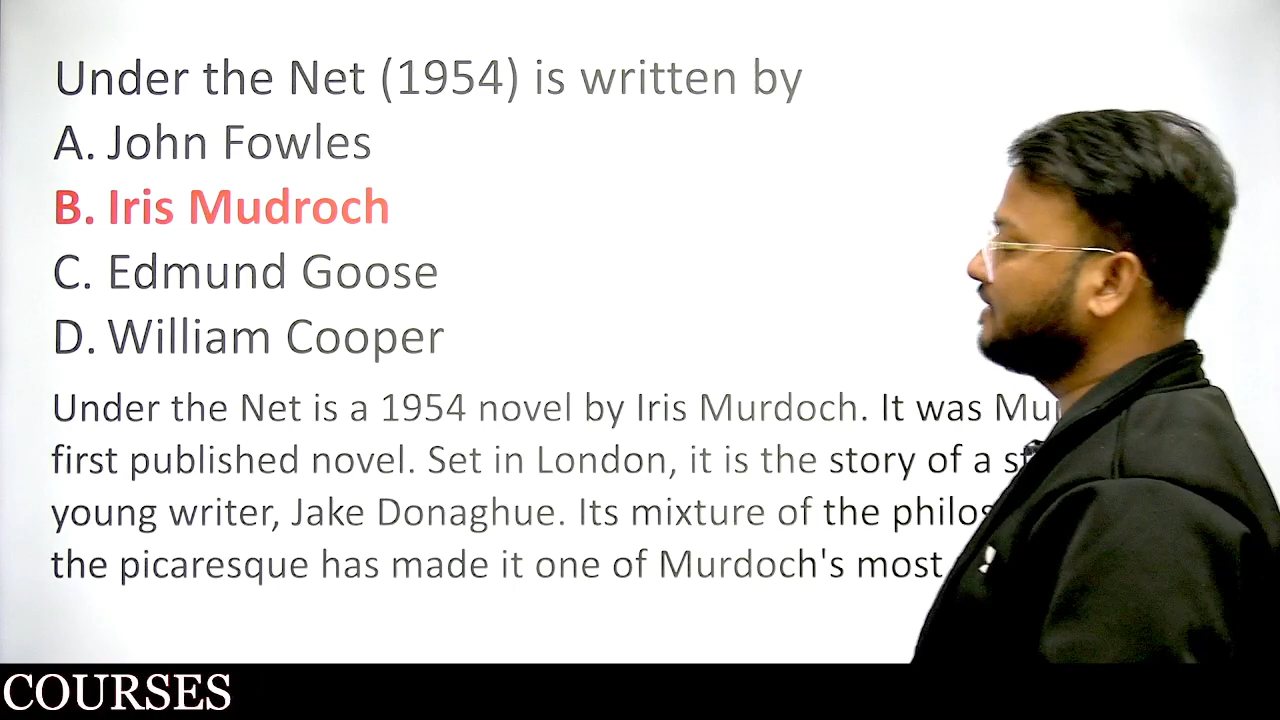 Under the Net (1954) is written by
A. John Fowles
B. Iris Mudroch
C. Edmund Goose
D. William Cooper
Under the Net is a 1954 novel by Iris Murdoch. It was
first published novel. Set in London, it is the story of a
young writer, Jake Donaghue. Its mixture of the
the picaresque has made it one of Murdoch's most
COURSES